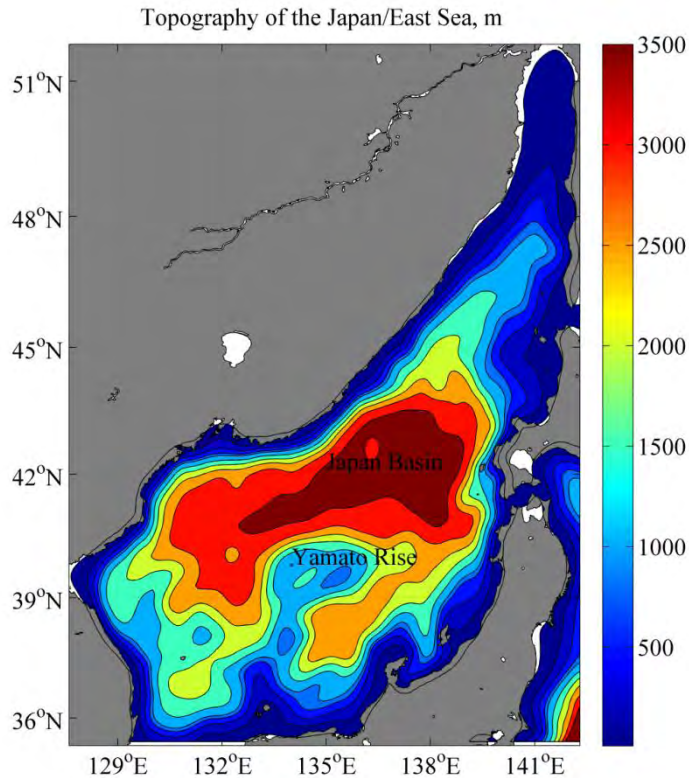 Topography of the Japan/East Sea, m
51°N
48°N
45°N
42°N
39°N
36°N
129°E
132°E
135°E
138°E
141°E
Japan Basin
Yamato Rise
3500
3000
2500
2000
1500
1000
500